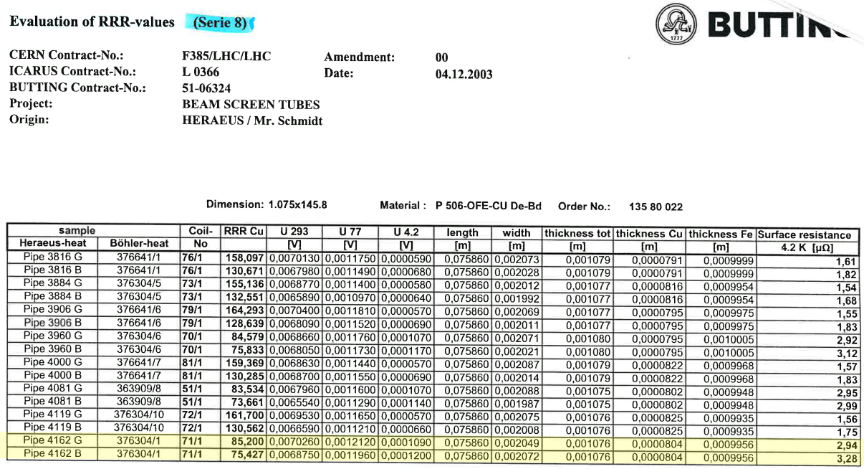 Evaluation of RRR-values (Serie 8)
BUTTING
1777
CERN Contract-No.: F385/LHC/LHC Amendment: 00
ICARUS Contract-No.: L 0366 Date: 04.12.2003
BUTTING Contract-No.: 51-06324
Project: BEAM SCREEN TUBES
Origin: HERAEUS / Mr. Schmidt
Dimension: 1.075x145.8 Material : P 506-OFE-CU De-Bd Order No.: 135 80 022
sample Coil- RRR Cu U 293 U 77 U 4.2 length width thickness tot thickness Cu thickness Fe Surface resistance
Heraeus-heat Böhler-heat No [V] [V] [V] [m] [m] [m] [m] [m] 4.2 K [µΩ]
Pipe 3816 G 376641/1 76/1 158,097 0,0070130 0,0011750 0,0000590 0,075860 0,002073 0,001079 0,0000791 0,0009999 1,61
Pipe 3816 B 376641/1 76/1 130,671 0,0067980 0,0011490 0,0000680 0,075860 0,002028 0,001079 0,0000791 0,0009999 1,82
Pipe 3884 G 376304/5 73/1 155,136 0,0068770 0,0011400 0,0000580 0,075860 0,002012 0,001077 0,0000816 0,0009954 1,54
Pipe 3884 B 376304/5 73/1 132,551 0,0065890 0,0010970 0,0000640 0,075860 0,001992 0,001077 0,0000816 0,0009954 1,68
Pipe 3906 G 376641/6 79/1 164,293 0,0070400 0,0011810 0,0000570 0,075860 0,002069 0,001077 0,0000795 0,0009975 1,55
Pipe 3906 B 376641/6 79/1 128,639 0,0068090 0,0011520 0,0000690 0,075860 0,002011 0,001077 0,0000795 0,0009975 1,83
Pipe 3960 G 376304/6 70/1 84,579 0,0068660 0,0011760 0,0001070 0,075860 0,002071 0,001080 0,0000795 0,0010005 2,92
Pipe 3960 B 376304/6 70/1 75,833 0,0068050 0,0011730 0,0001170 0,075860 0,002021 0,001080 0,0000795 0,0010005 3,12
Pipe 4000 G 376641/7 81/1 159,369 0,0068630 0,0011440 0,0000570 0,075860 0,002087 0,001079 0,0000822 0,0009968 1,57
Pipe 4000 B 376641/7 81/1 130,285 0,0068700 0,0011550 0,0000690 0,075860 0,002014 0,001079 0,0000822 0,0009968 1,83
Pipe 4081 G 363909/8 51/1 83,534 0,0067960 0,0011600 0,0001070 0,075860 0,002088 0,001075 0,0000802 0,0009948 2,95
Pipe 4081 B 363909/8 51/1 73,661 0,0065540 0,0011290 0,0001140 0,075860 0,001987 0,001075 0,0000802 0,0009948 2,99
Pipe 4119 G 376304/10 72/1 161,700 0,0069530 0,0011650 0,0000570 0,075860 0,002075 0,001076 0,0000825 0,0009935 1,56
Pipe 4119 B 376304/10 72/1 130,562 0,0066590 0,0011210 0,0000660 0,075860 0,002008 0,001076 0,0000825 0,0009935 1,75
Pipe 4162 G 376304/1 71/1 85,200 0,0070260 0,0012120 0,0001090 0,075860 0,002049 0,001076 0,0000804 0,0009956 2,94
Pipe 4162 B 376304/1 71/1 75,427 0,0068750 0,0011960 0,0001200 0,075860 0,002072 0,001076 0,0000804 0,0009956 3,28